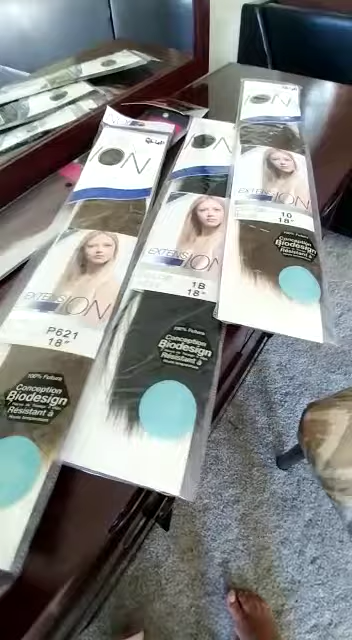 ION
EXTENSION
P621
18"
100% Futura
Conception
Biodesign
Résistant à
ION
EXTENSION
1B
18"
100% Futura
Conception
Biodesign
Résistant à
ION
EXTENSION
10
18"
100% Futura
Conception
Biodesign
Résistant à